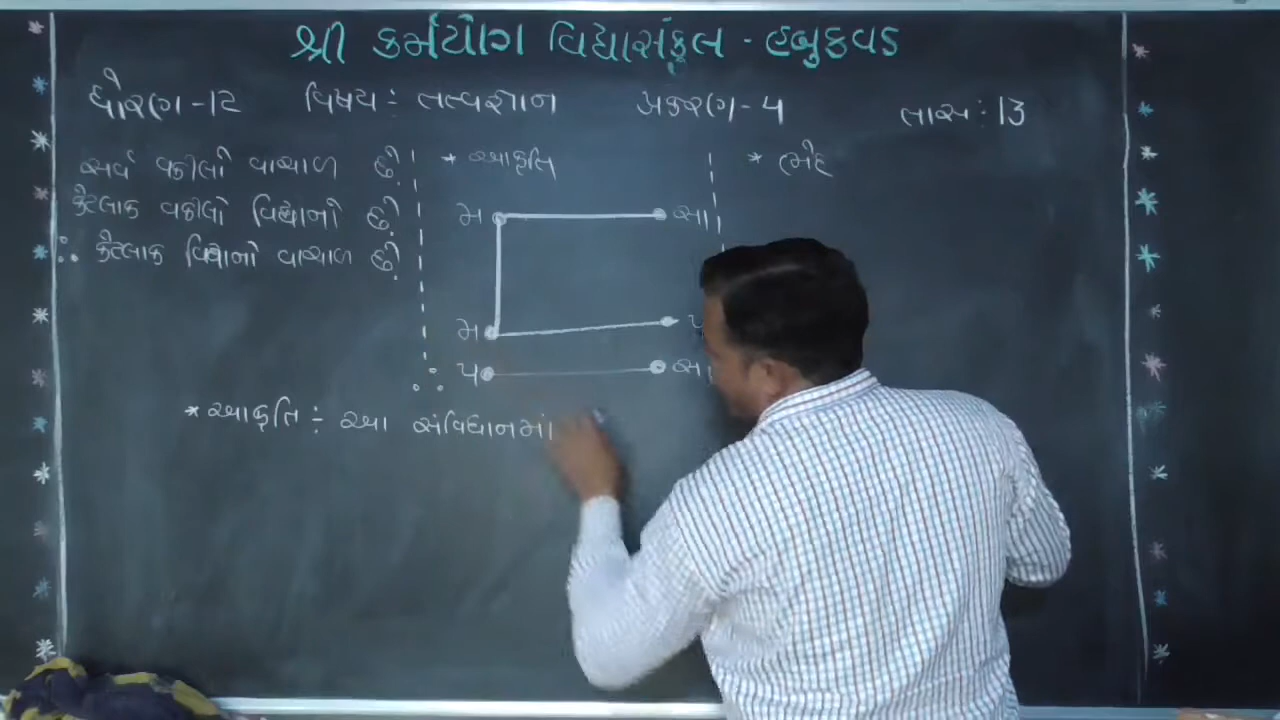 શ્રી કર્મયોગ વિદ્યાસંકુલ - હબુકવડ
ધોરણ - 12 વિષય : તત્વજ્ઞાન પ્રકરણ - 4 તાસ : 13
સર્વ વકીલો વાચાળ છે.
કેટલાક વકીલો વિદ્વાનો છે.
∴ કેટલાક વિદ્વાનો વાચાળ છે.
* આકૃતિ
મ સા
મ પ
∴ પ સા
* ભેદ
* આકૃતિ : આ સંવિધાનમાં